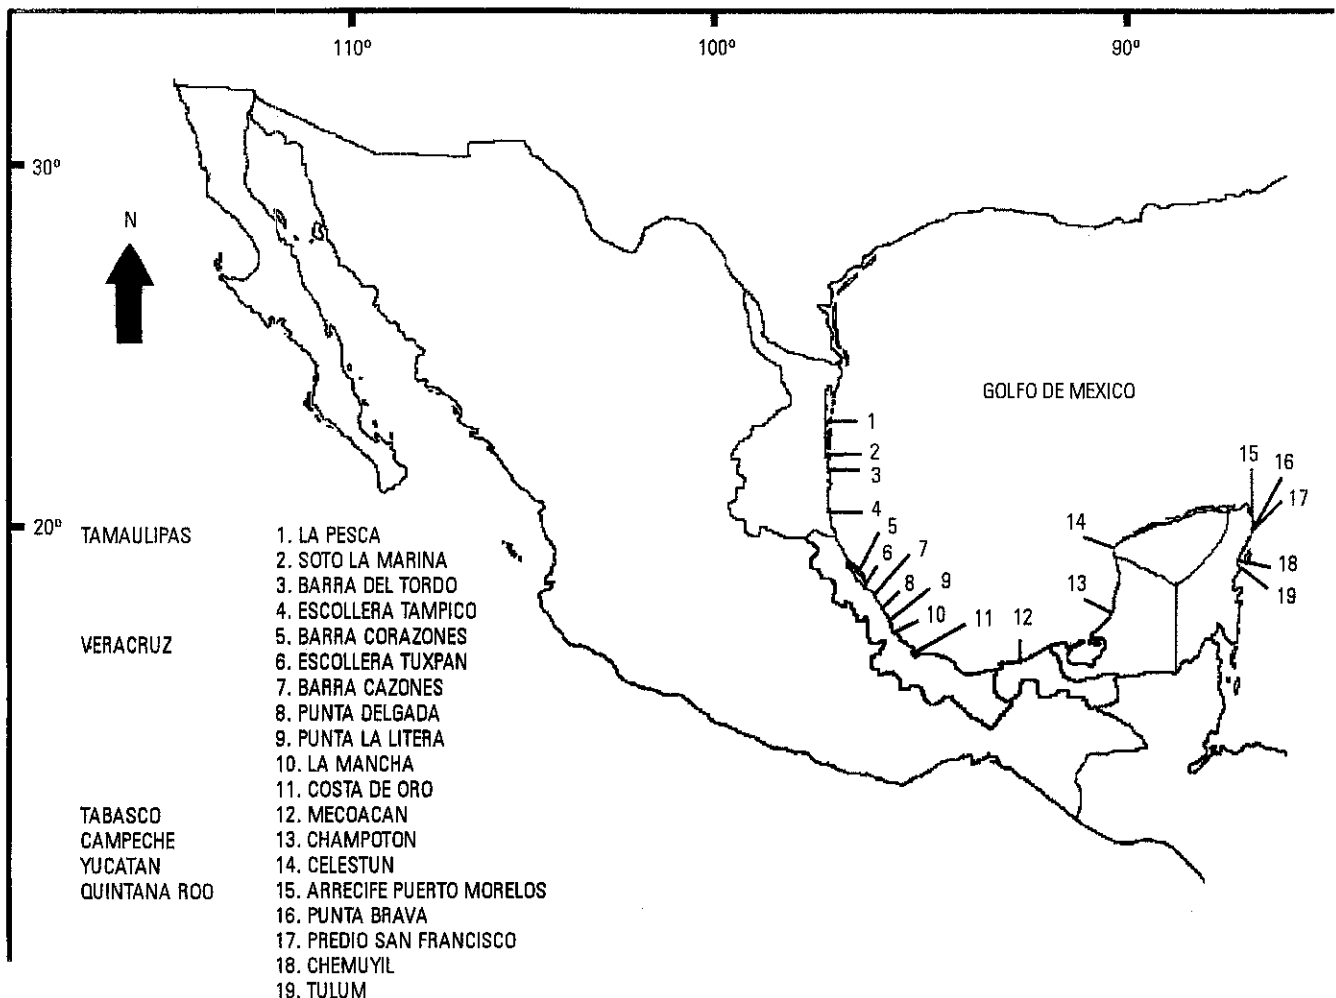 110º 100º 90º
30º
N
GOLFO DE MEXICO
1
2
3
4
5
6
7
8
9
10
11
12
13
14
15
16
17
18
19
20º
TAMAULIPAS 1. LA PESCA
2. SOTO LA MARINA
3. BARRA DEL TORDO
4. ESCOLLERA TAMPICO
VERACRUZ 5. BARRA CORAZONES
6. ESCOLLERA TUXPAN
7. BARRA CAZONES
8. PUNTA DELGADA
9. PUNTA LA LITERA
10. LA MANCHA
11. COSTA DE ORO
TABASCO 12. MECOACAN
CAMPECHE 13. CHAMPOTON
YUCATAN 14. CELESTUN
QUINTANA ROO 15. ARRECIFE PUERTO MORELOS
16. PUNTA BRAVA
17. PREDIO SAN FRANCISCO
18. CHEMUYIL
19. TULUM